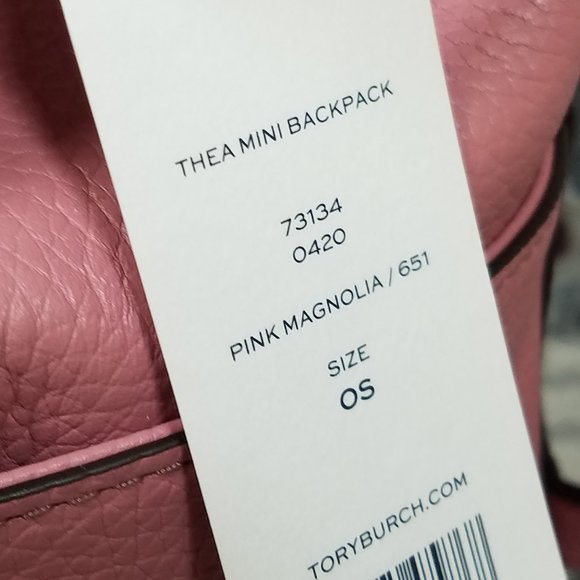 THEA MINI BACKPACK
73134
0420
PINK MAGNOLIA / 651
SIZE
OS
TORYBURCH.COM